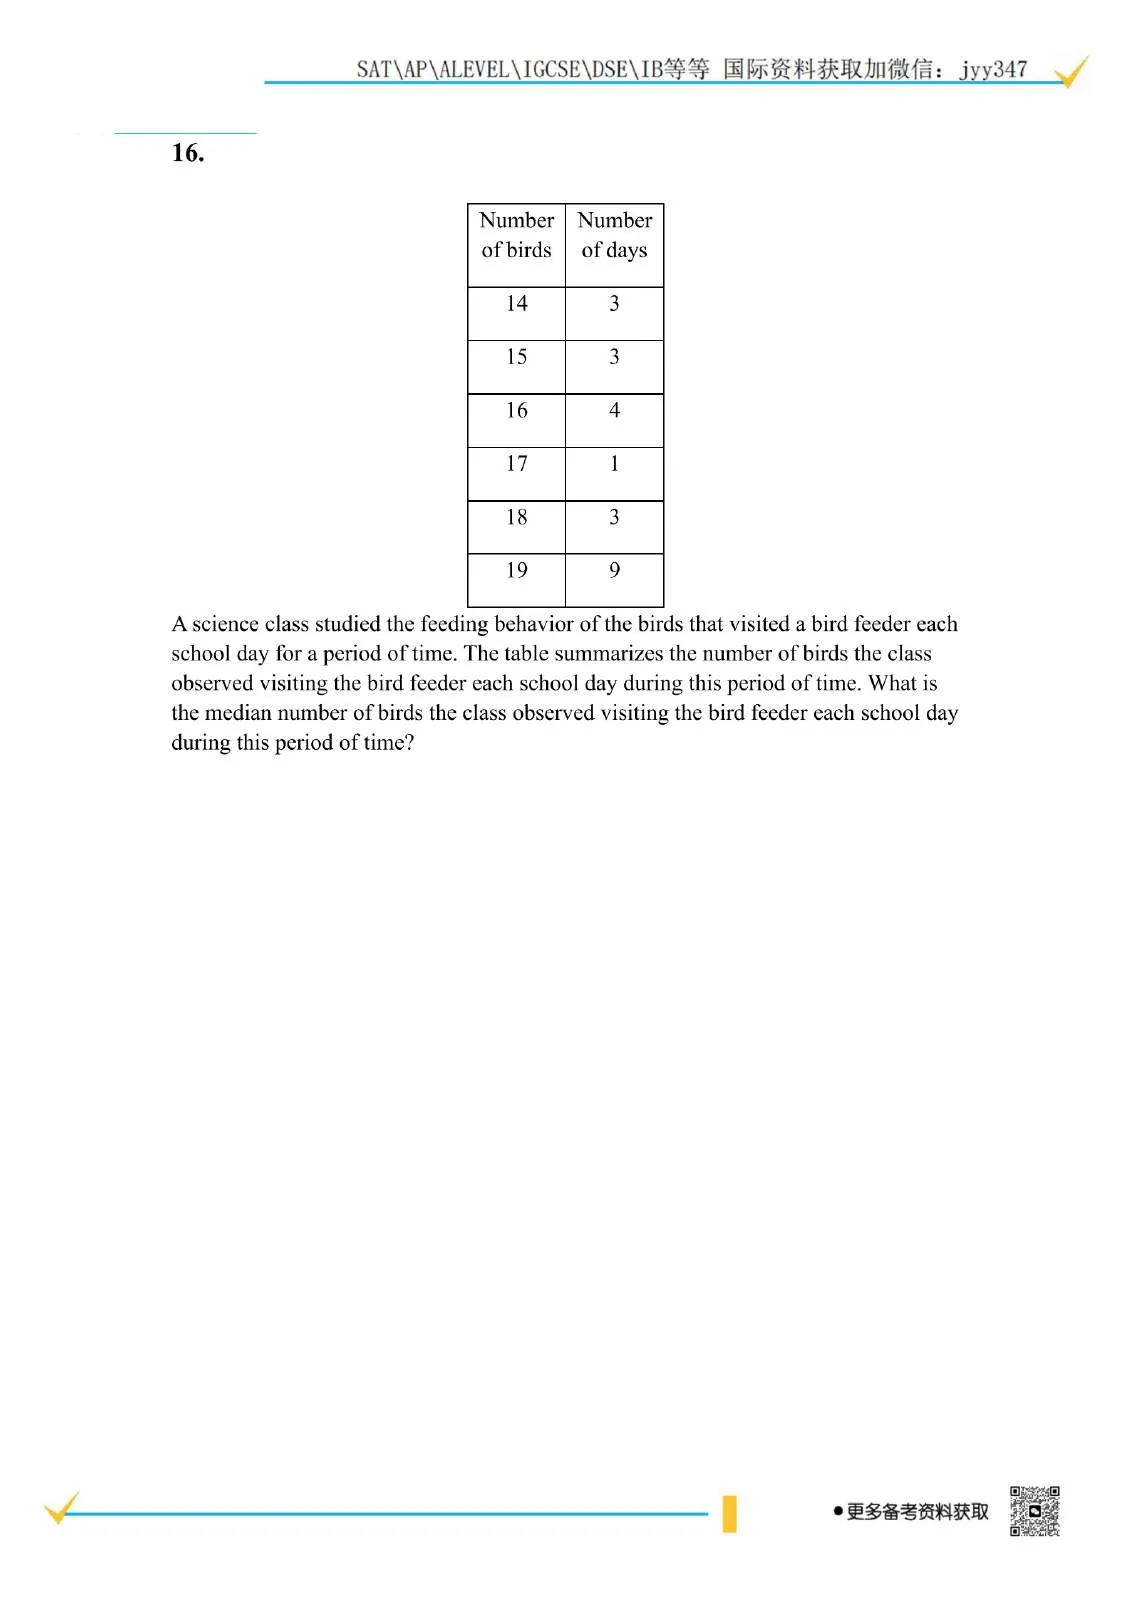 SAT\AP\ALEVEL\IGCSE\DSE\IB等等 国际资料获取加微信：jyy347
16.
Number of birds Number of days
14 3
15 3
16 4
17 1
18 3
19 9
A science class studied the feeding behavior of the birds that visited a bird feeder each
school day for a period of time. The table summarizes the number of birds the class
observed visiting the bird feeder each school day during this period of time. What is
the median number of birds the class observed visiting the bird feeder each school day
during this period of time?
●更多备考资料获取